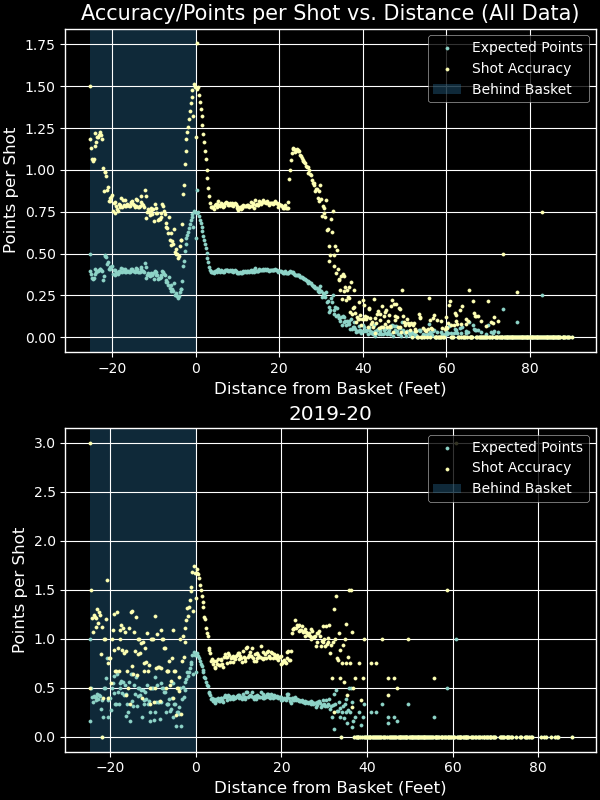 Accuracy/Points per Shot vs. Distance (All Data)
1.75
1.50
1.25
1.00
0.75
0.50
0.25
0.00
Points per Shot
Expected Points
Shot Accuracy
Behind Basket
−20 0 20 40 60 80
Distance from Basket (Feet)
2019-20
3.0
2.5
2.0
1.5
1.0
0.5
0.0
Points per Shot
Expected Points
Shot Accuracy
Behind Basket
−20 0 20 40 60 80
Distance from Basket (Feet)